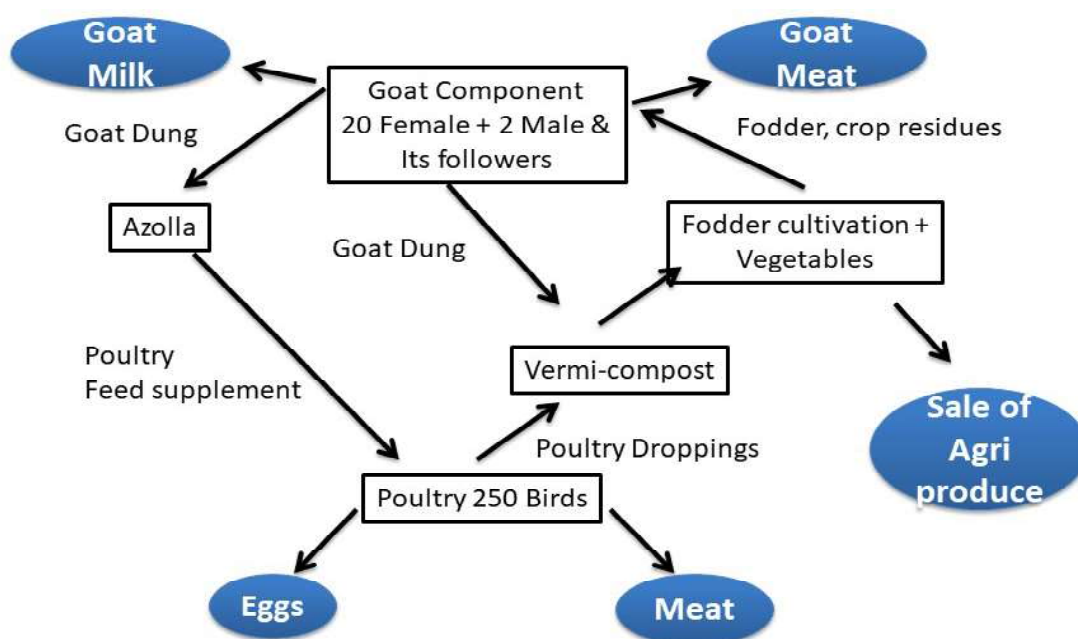 Goat
Milk
Goat
Meat
Goat Component
20 Female + 2 Male &
Its followers
Goat Dung
Fodder, crop residues
Azolla
Goat Dung
Fodder cultivation +
Vegetables
Poultry
Feed supplement
Vermi-compost
Sale of
Agri
produce
Poultry Droppings
Poultry 250 Birds
Eggs
Meat